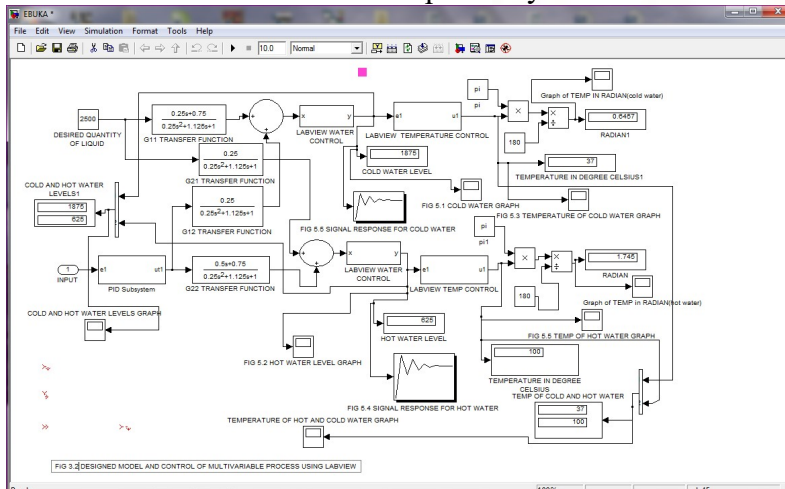 EBUKA *
File Edit View Simulation Format Tools Help
10.0
Normal
2500
DESIRED QUANTITY
OF LIQUID
0.25s+0.75
0.25s²+1.125s+1
G11 TRANSFER FUNCTION
0.25
0.25s²+1.125s+1
G21 TRANSFER FUNCTION
0.25
0.25s²+1.125s+1
G12 TRANSFER FUNCTION
x y
LABVIEW WATER
CONTROL
e1 u1
LABVIEW TEMPERATURE CONTROL
pi
pi
×
×
÷
180
Graph of TEMP IN RADIAN(cold water)
0.6457
RADIAN1
37
TEMPERATURE IN DEGREE CELSIUS1
1875
COLD WATER LEVEL
FIG 5.1 COLD WATER GRAPH
FIG 5.3 TEMPERATURE OF COLD WATER GRAPH
FIG 5.5 SIGNAL RESPONSE FOR COLD WATER
COLD AND HOT WATER
LEVELS1
1875
625
1
INPUT
e1 ut1
PID Subsystem
0.5s+0.75
0.25s²+1.125s+1
G22 TRANSFER FUNCTION
x y
LABVIEW WATER
CONTROL
e1 u1
LABVIEW TEMP CONTROL
pi
pi1
×
×
÷
180
1.745
RADIAN
Graph of TEMP in RADIAN(hot water)
COLD AND HOT WATER LEVELS GRAPH
FIG 5.2 HOT WATER LEVEL GRAPH
625
HOT WATER LEVEL
FIG 5.5 TEMP OF HOT WATER GRAPH
100
TEMPERATURE IN DEGREE
CELSIUS
FIG 5.4 SIGNAL RESPONSE FOR HOT WATER
TEMP OF COLD AND HOT WATER
37
100
TEMPERATURE OF HOT AND COLD WATER GRAPH
FIG 3.2 DESIGNED MODEL AND CONTROL OF MULTIVARIABLE PROCESS USING LABVIEW